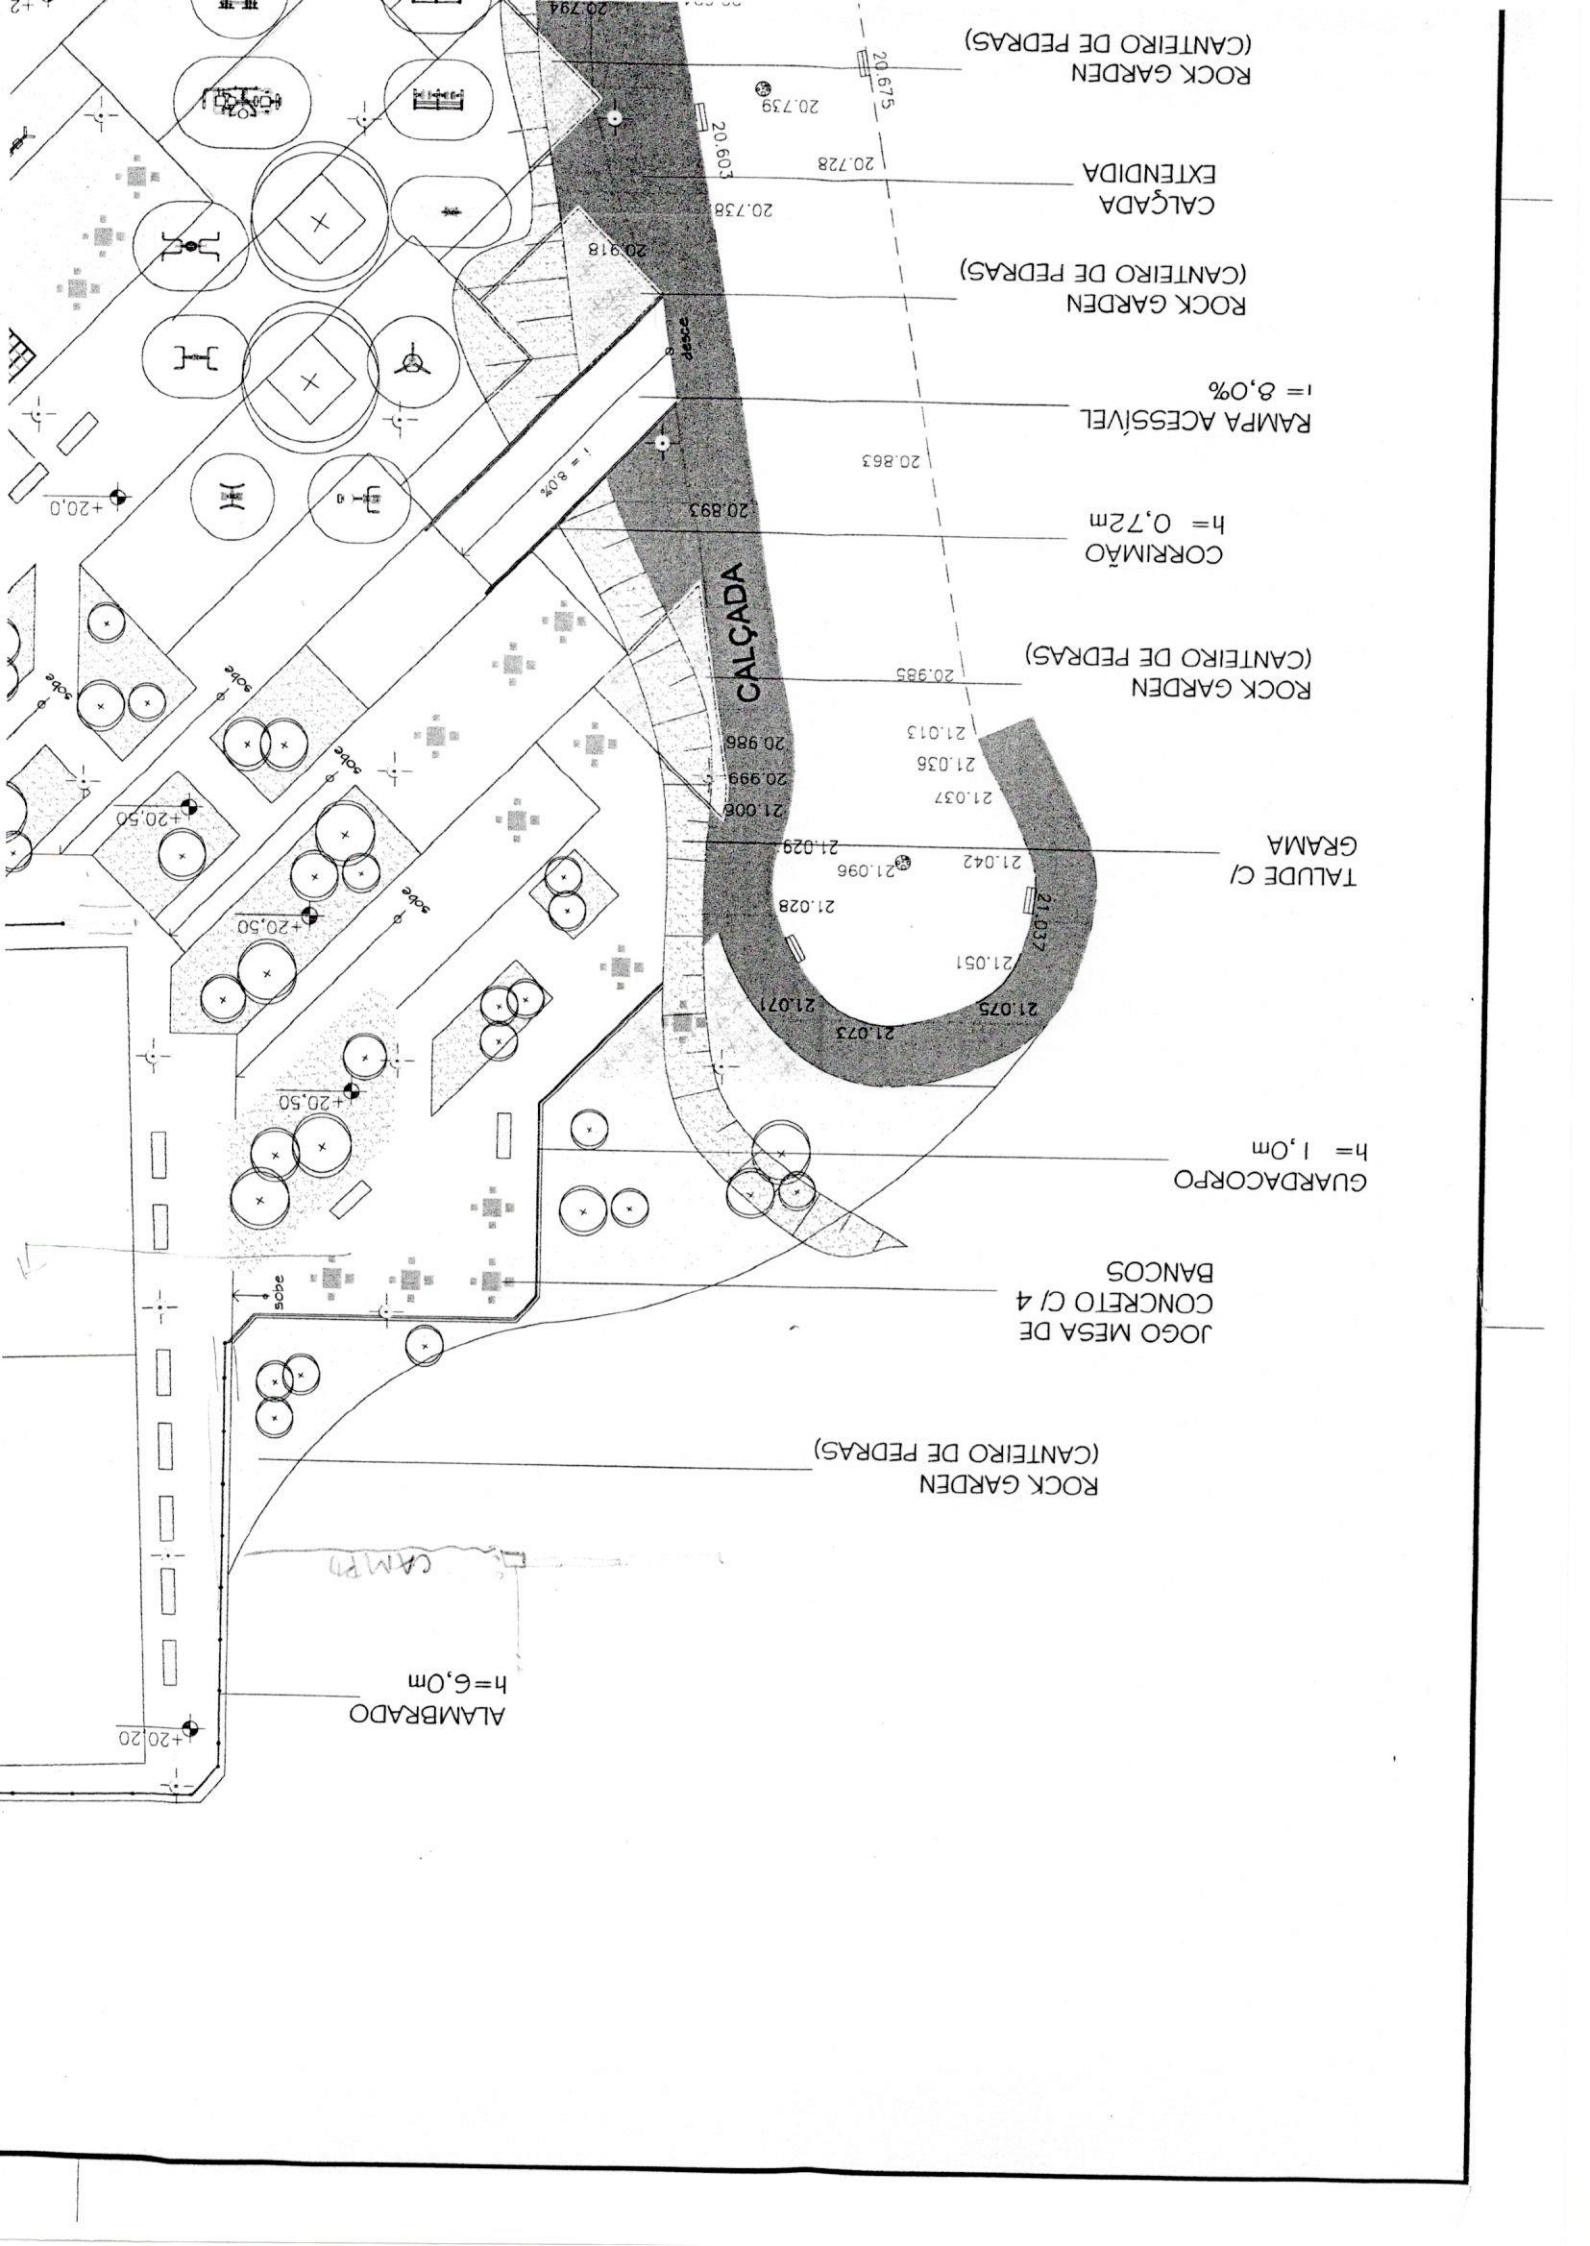 +20,20
ALAMBRADO
h=6,0m
ROCK GARDEN
(CANTEIRO DE PEDRAS)
JOGO MESA DE
CONCRETO C/ 4
BANCOS
sobe
GUARDACORPO
h= 1,0m
+20,50
21.073
21.075
21.071
21.051
21.037
21.028
+20,50
sobe
TALUDE C/
GRAMA
21.042
21.096
21.029
21.037
21.006
+20,50
21.036
20.999
sobe
21.013
20.986
ROCK GARDEN
(CANTEIRO DE PEDRAS)
20.985
CALÇADA
sobe
sobe
CORRIMÃO
h= 0,72m
20.893
+20,0
20.863
i = 8,0%
RAMPA ACESSÍVEL
i= 8,0%
desce
ROCK GARDEN
(CANTEIRO DE PEDRAS)
20.918
CALÇADA
EXTENDIDA
20.738
20.728
20.603
20.739
20.675
ROCK GARDEN
(CANTEIRO DE PEDRAS)
20.794